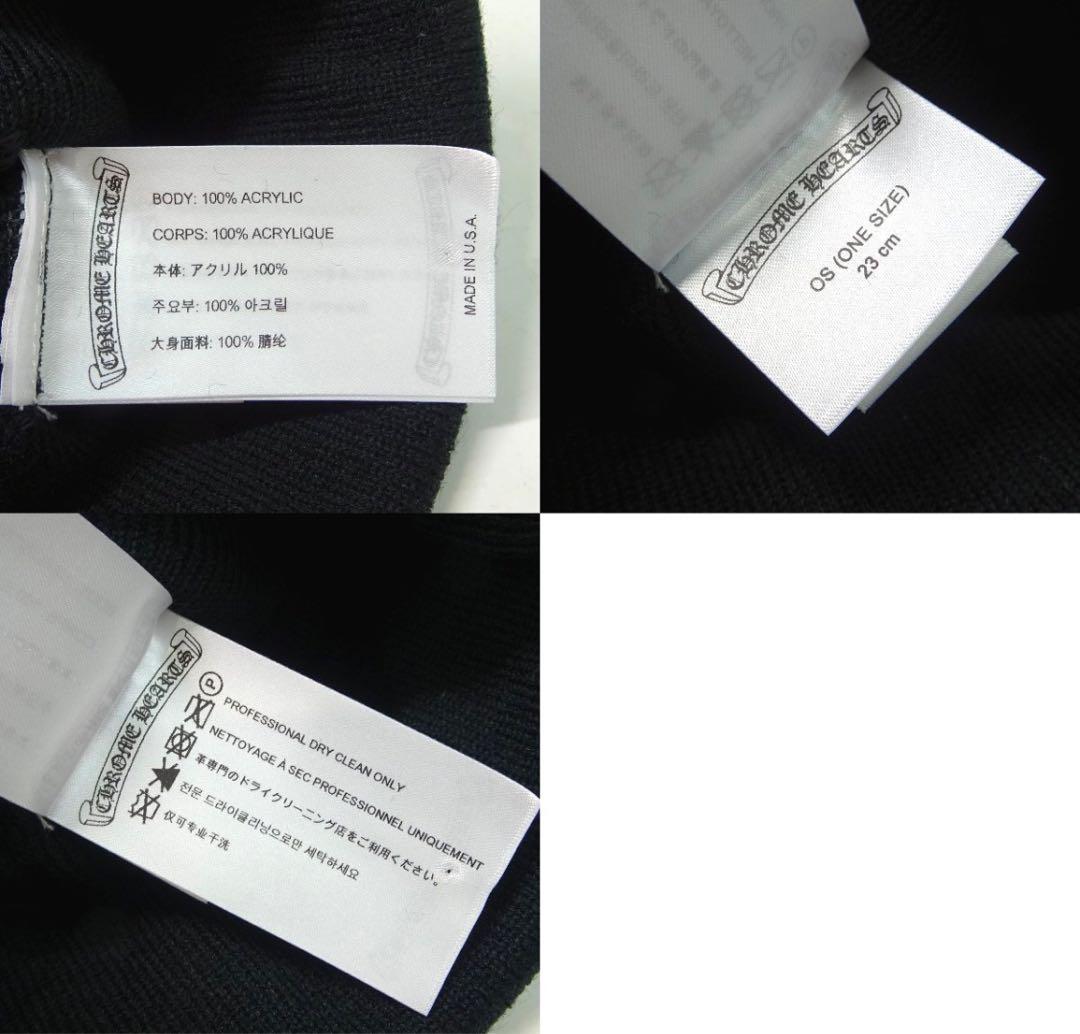 CHROME HEARTS
BODY: 100% ACRYLIC
CORPS: 100% ACRYLIQUE
本体: アクリル 100%
주요부: 100% 아크릴
大身面料: 100% 腈纶
MADE IN U.S.A.
CHROME HEARTS
OS (ONE SIZE)
23 cm
CHROME HEARTS
P
PROFESSIONAL DRY CLEAN ONLY
NETTOYAGE À SEC PROFESSIONNEL UNIQUEMENT
革専門のドライクリーニング店をご利用ください。
전문 드라이클리닝으로만 세탁하세요
仅可专业干洗